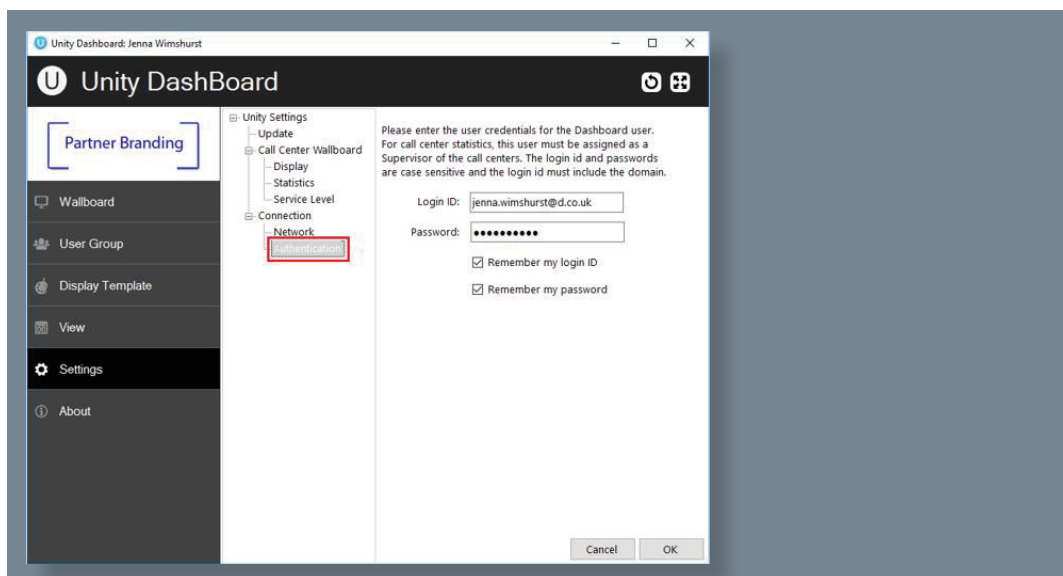 Unity Dashboard: Jenna Wimshurst
Unity DashBoard
Partner Branding
Wallboard
User Group
Display Template
View
Settings
About
Unity Settings
Update
Call Center Wallboard
Display
Statistics
Service Level
Connection
Network
Authentication
Please enter the user credentials for the Dashboard user.
For call center statistics, this user must be assigned as a
Supervisor of the call centers. The login id and passwords
are case sensitive and the login id must include the domain.
Login ID: jenna.wimshurst@d.co.uk
Password: ●●●●●●●●●●
Remember my login ID
Remember my password
Cancel OK